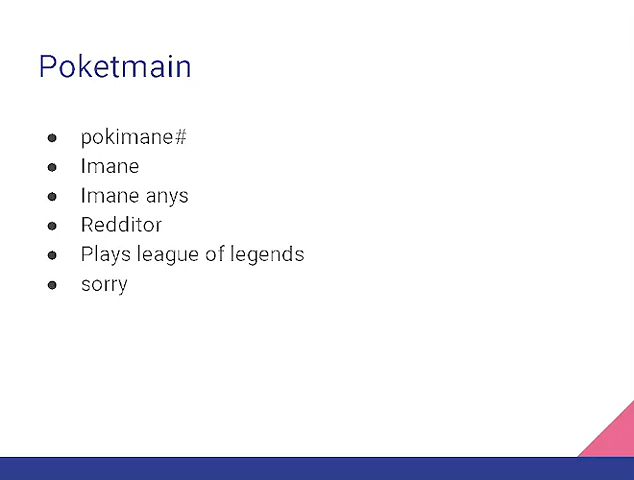 Poketmain
● pokimane#
● Imane
● Imane anys
● Redditor
● Plays league of legends
● sorry